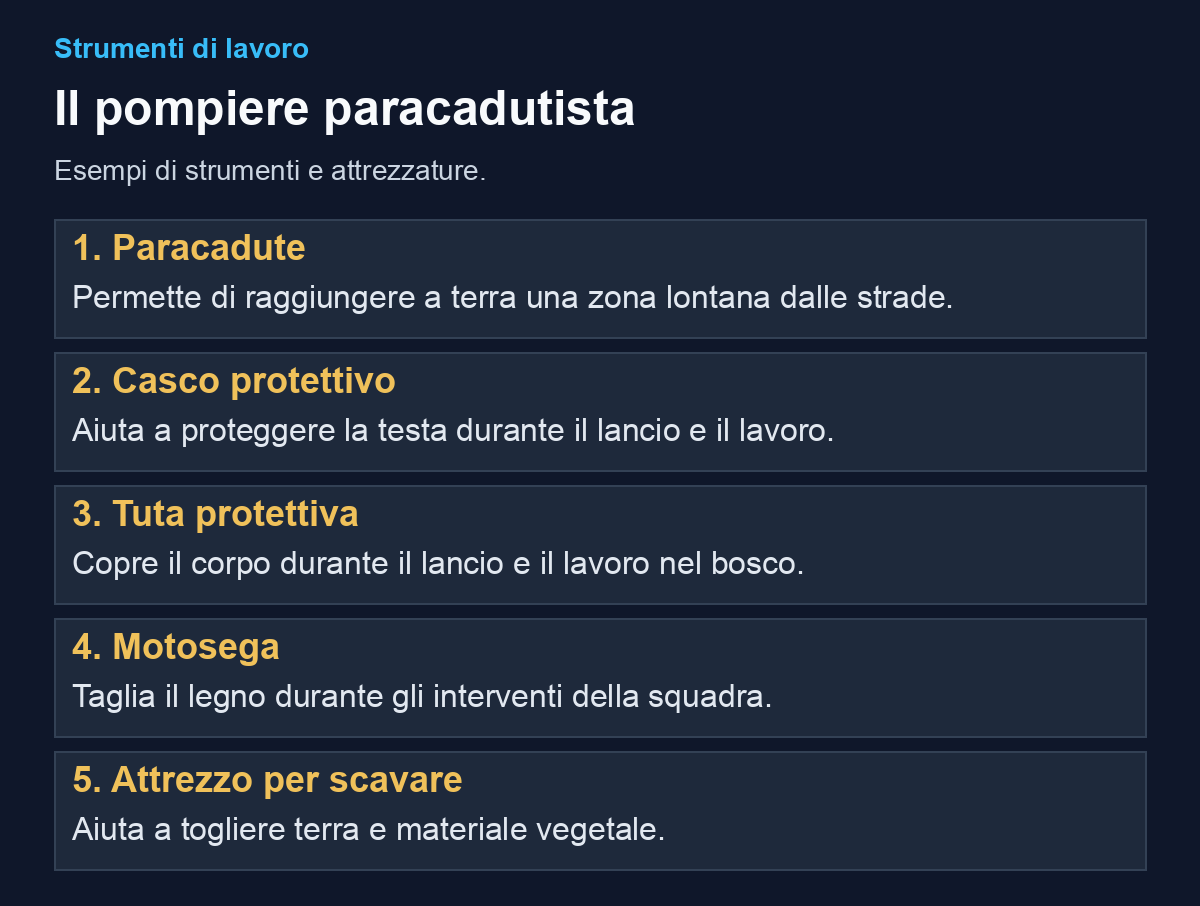 Strumenti di lavoro
Il pompiere paracadutista
Esempi di strumenti e attrezzature.
1. Paracadute
Permette di raggiungere a terra una zona lontana dalle strade.
2. Casco protettivo
Aiuta a proteggere la testa durante il lancio e il lavoro.
3. Tuta protettiva
Copre il corpo durante il lancio e il lavoro nel bosco.
4. Motosega
Taglia il legno durante gli interventi della squadra.
5. Attrezzo per scavare
Aiuta a togliere terra e materiale vegetale.